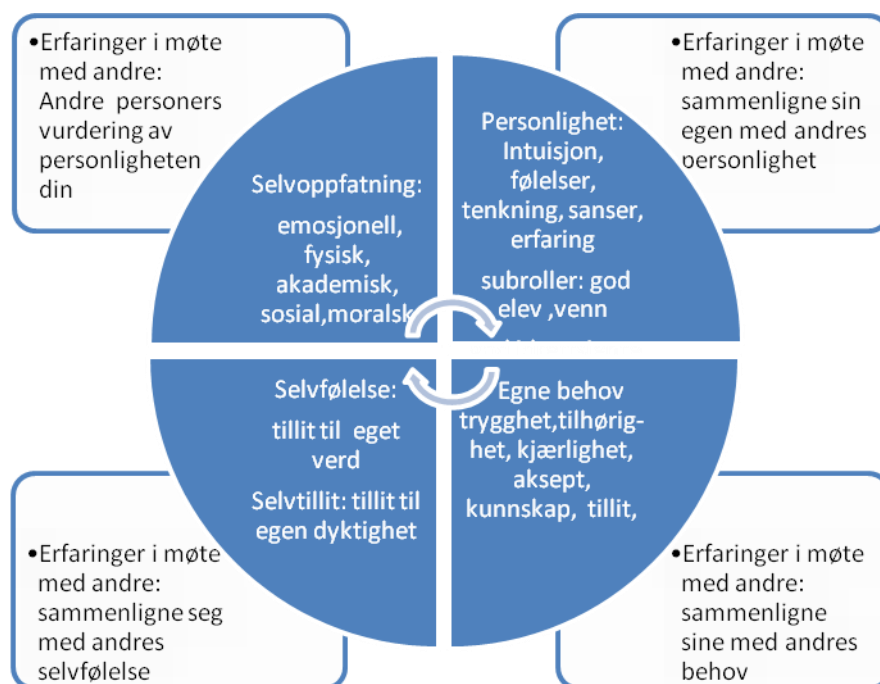 •Erfaringer i møte
med andre:
Andre personers
vurdering av
personligheten
din
•Erfaringer i møte
med andre:
sammenligne sin
egen med andres
personlighet
Selvoppfatning:
emosjonell,
fysisk,
akademisk,
sosial,moralsk
Personlighet:
Intuisjon,
følelser,
tenkning, sanser,
erfaring
subroller: god
elev ,venn
Selvfølelse:
tillit til eget
verd
Selvtillit: tillit til
egen dyktighet
Egne behov
trygghet,tilhørig-
het, kjærlighet,
aksept,
kunnskap, tillit,
•Erfaringer i møte
med andre:
sammenligne seg
med andres
selvfølelse
•Erfaringer i møte
med andre:
sammenligne
sine med andres
behov